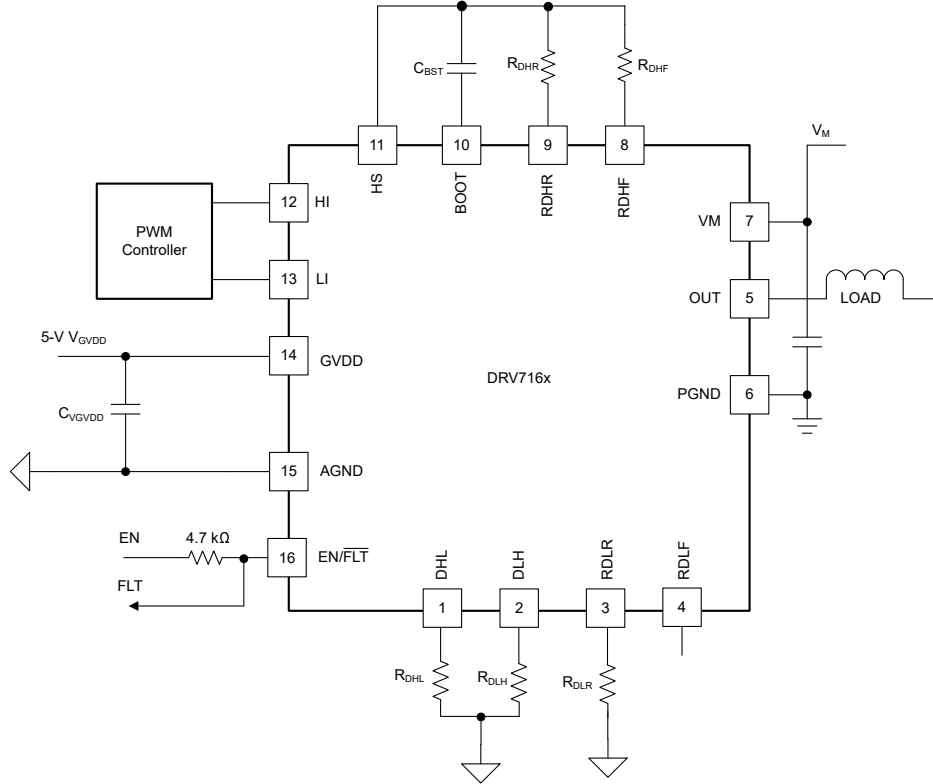 C_BST
R_DHR
R_DHF
11
10
9
8
HS
BOOT
RDHR
RDHF
V_M
PWM
Controller
12
HI
13
LI
VM
7
OUT
5
LOAD
5-V V_GVDD
14
GVDD
C_VGVDD
DRV716x
PGND
6
15
AGND
EN
4.7 kΩ
16
EN/F̅L̅T̅
FLT
DHL
DLH
RDLR
RDLF
1
2
3
4
R_DHL
R_DLH
R_DLR